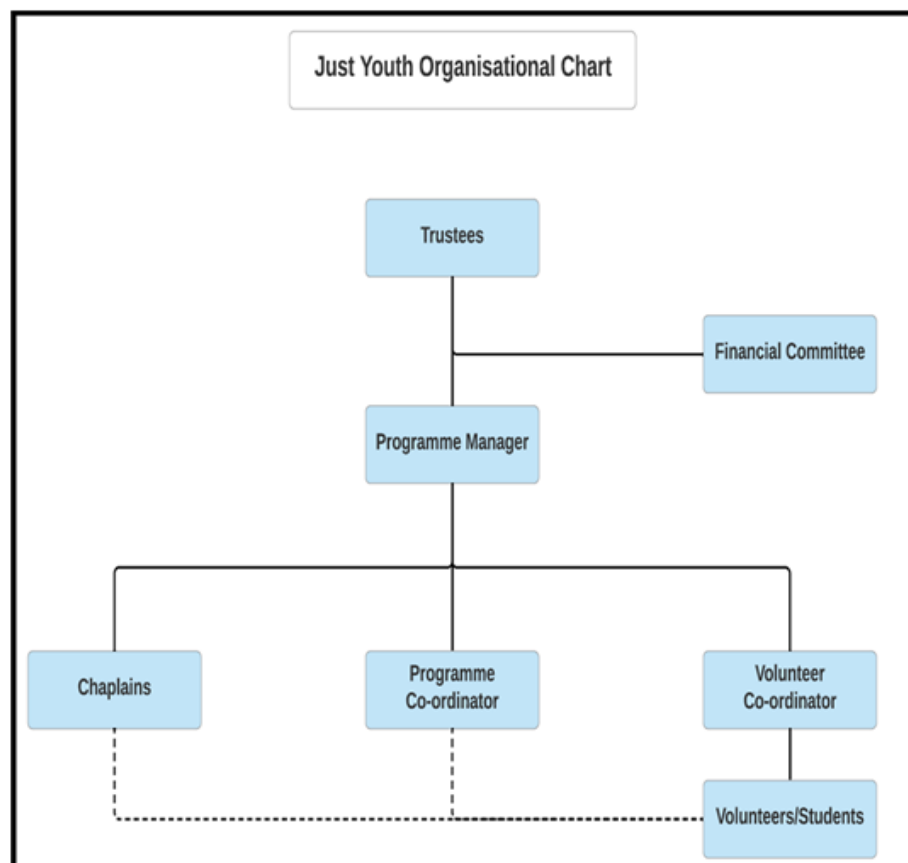 Just Youth Organisational Chart
Trustees
Financial Committee
Programme Manager
Chaplains
Programme
Co-ordinator
Volunteer
Co-ordinator
Volunteers/Students